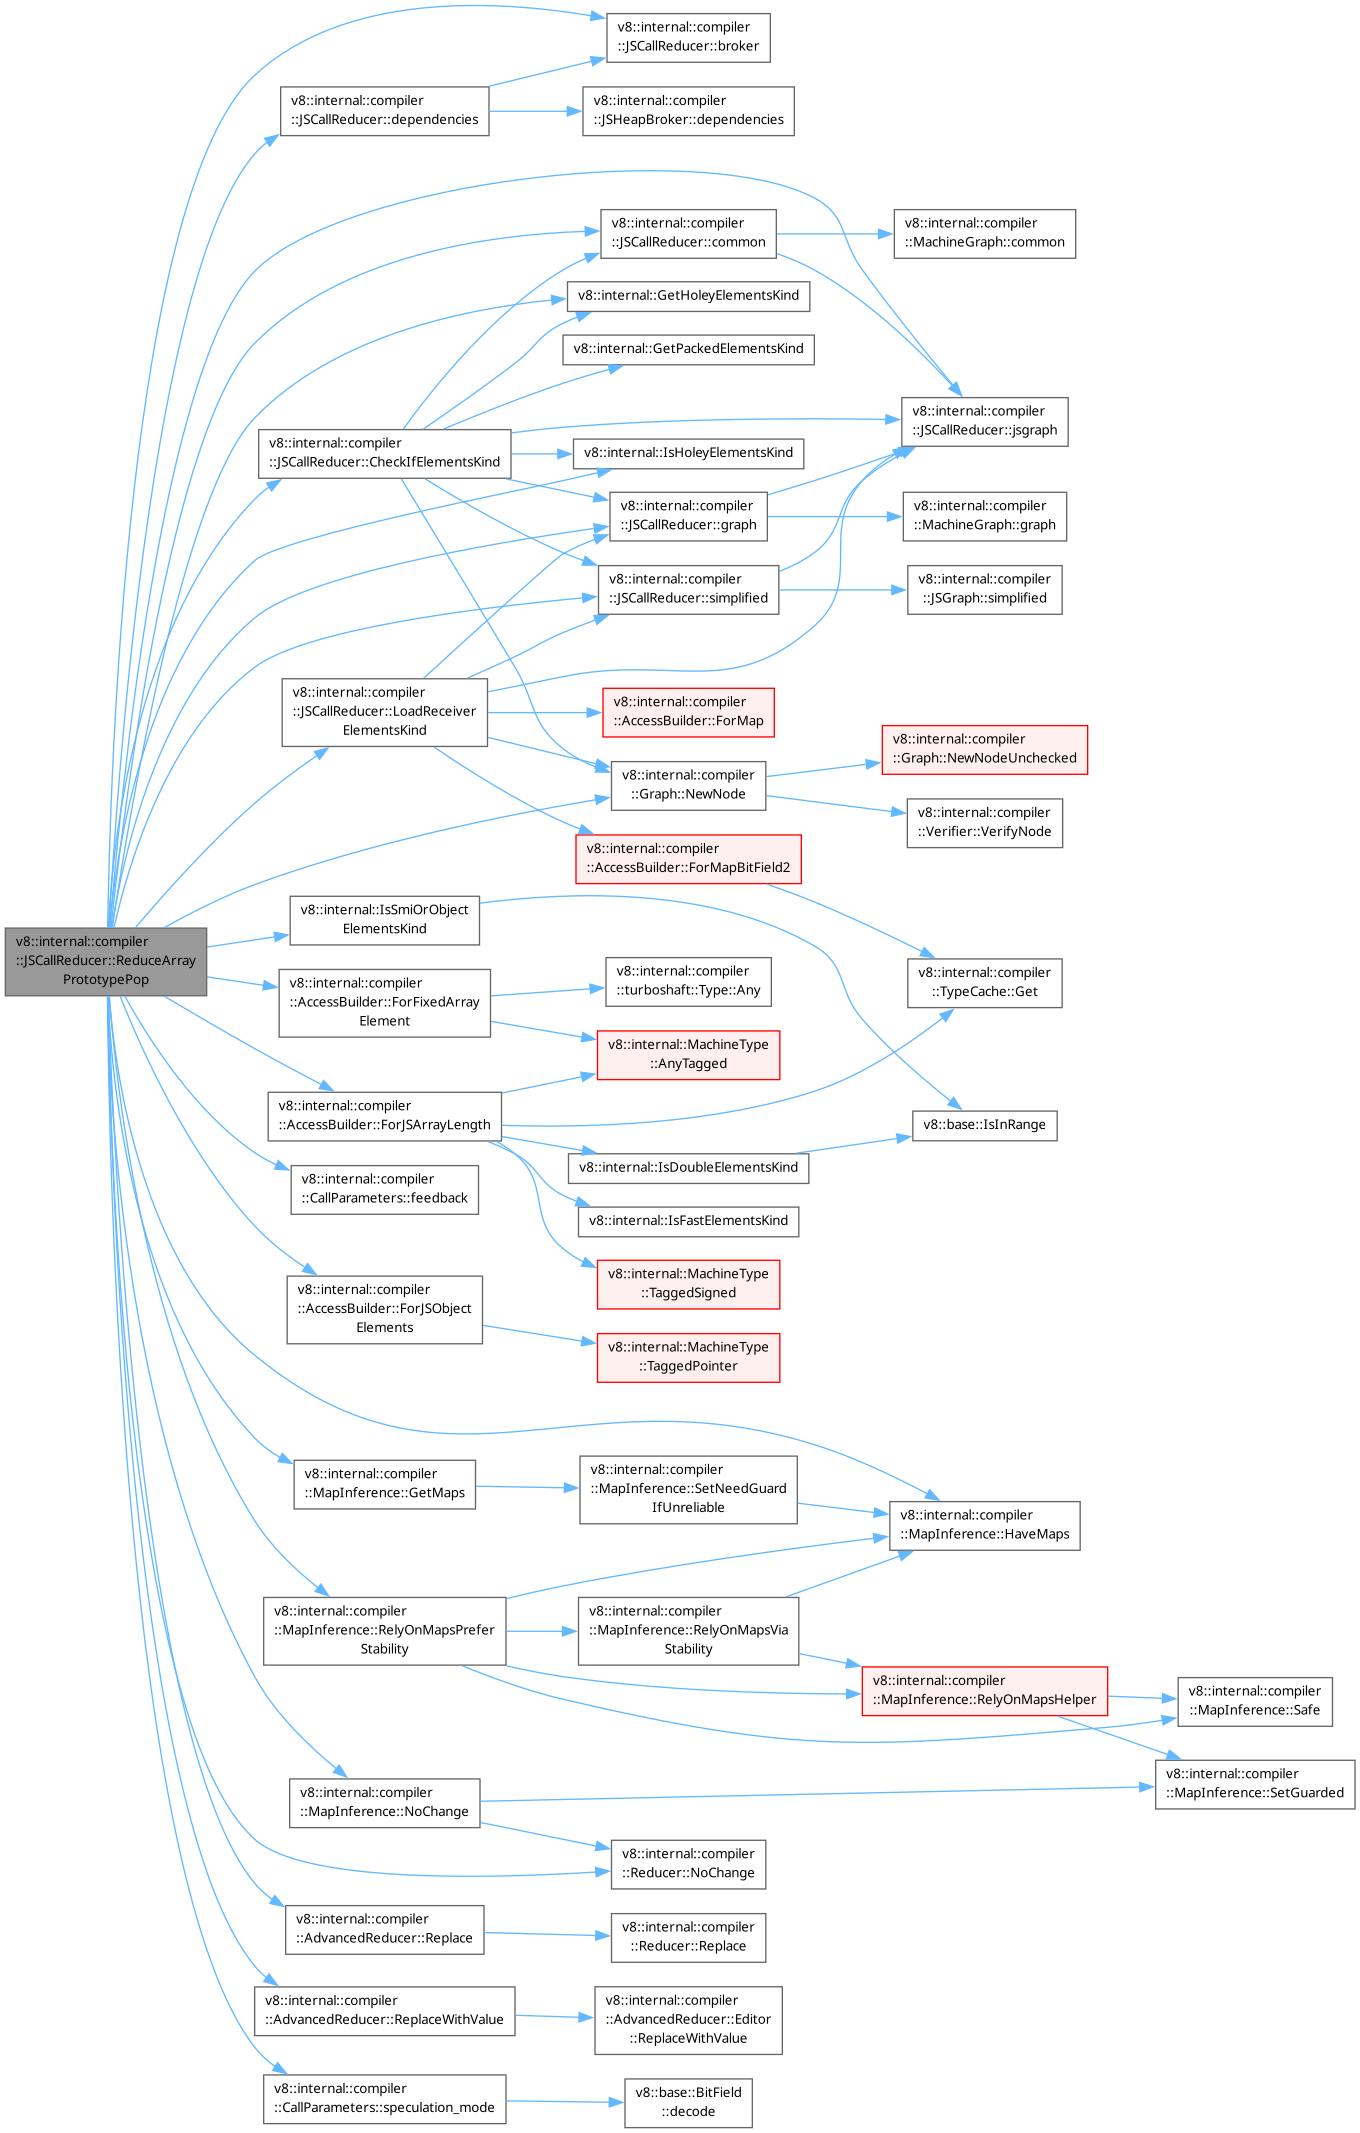 v8::internal::compiler
::JSCallReducer::ReduceArray
PrototypePop
v8::internal::compiler
::JSCallReducer::broker
v8::internal::compiler
::JSCallReducer::dependencies
v8::internal::compiler
::JSHeapBroker::dependencies
v8::internal::compiler
::JSCallReducer::common
v8::internal::compiler
::MachineGraph::common
v8::internal::GetHoleyElementsKind
v8::internal::GetPackedElementsKind
v8::internal::compiler
::JSCallReducer::jsgraph
v8::internal::compiler
::JSCallReducer::CheckIfElementsKind
v8::internal::IsHoleyElementsKind
v8::internal::compiler
::JSCallReducer::graph
v8::internal::compiler
::MachineGraph::graph
v8::internal::compiler
::JSCallReducer::simplified
v8::internal::compiler
::JSGraph::simplified
v8::internal::compiler
::JSCallReducer::LoadReceiver
ElementsKind
v8::internal::compiler
::AccessBuilder::ForMap
v8::internal::compiler
::Graph::NewNode
v8::internal::compiler
::Graph::NewNodeUnchecked
v8::internal::compiler
::Verifier::VerifyNode
v8::internal::compiler
::AccessBuilder::ForMapBitField2
v8::internal::IsSmiOrObject
ElementsKind
v8::internal::compiler
::AccessBuilder::ForFixedArray
Element
v8::internal::compiler
::turboshaft::Type::Any
v8::internal::compiler
::TypeCache::Get
v8::internal::MachineType
::AnyTagged
v8::internal::compiler
::AccessBuilder::ForJSArrayLength
v8::base::IsInRange
v8::internal::IsDoubleElementsKind
v8::internal::compiler
::CallParameters::feedback
v8::internal::IsFastElementsKind
v8::internal::MachineType
::TaggedSigned
v8::internal::compiler
::AccessBuilder::ForJSObject
Elements
v8::internal::MachineType
::TaggedPointer
v8::internal::compiler
::MapInference::GetMaps
v8::internal::compiler
::MapInference::SetNeedGuard
IfUnreliable
v8::internal::compiler
::MapInference::HaveMaps
v8::internal::compiler
::MapInference::RelyOnMapsPrefer
Stability
v8::internal::compiler
::MapInference::RelyOnMapsVia
Stability
v8::internal::compiler
::MapInference::RelyOnMapsHelper
v8::internal::compiler
::MapInference::Safe
v8::internal::compiler
::MapInference::SetGuarded
v8::internal::compiler
::MapInference::NoChange
v8::internal::compiler
::Reducer::NoChange
v8::internal::compiler
::AdvancedReducer::Replace
v8::internal::compiler
::Reducer::Replace
v8::internal::compiler
::AdvancedReducer::ReplaceWithValue
v8::internal::compiler
::AdvancedReducer::Editor
::ReplaceWithValue
v8::internal::compiler
::CallParameters::speculation_mode
v8::base::BitField
::decode